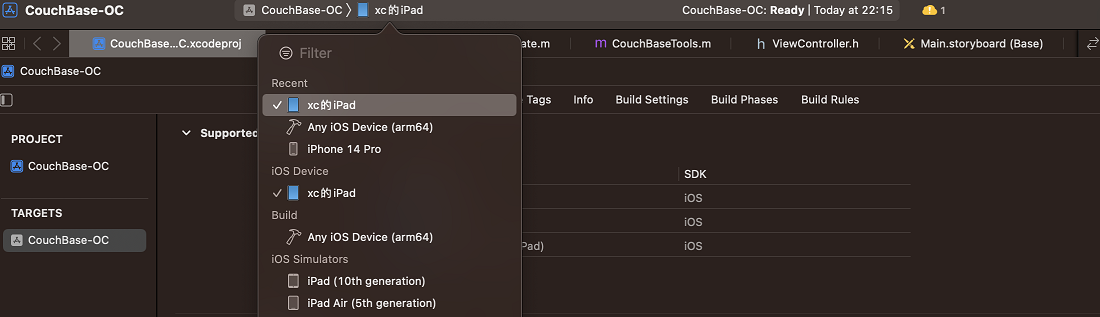 CouchBase-OC
CouchBase-OC 〉 xc的iPad
CouchBase-OC: Ready | Today at 22:15
1
CouchBase...C.xcodeproj
ate.m
CouchBaseTools.m
h ViewController.h
Main.storyboard (Base)
CouchBase-OC
Filter
Tags
Info
Build Settings
Build Phases
Build Rules
PROJECT
CouchBase-OC
TARGETS
CouchBase-OC
Supported
Recent
xc的iPad
Any iOS Device (arm64)
iPhone 14 Pro
iOS Device
xc的iPad
Build
Any iOS Device (arm64)
iOS Simulators
iPad (10th generation)
iPad Air (5th generation)
SDK
iOS
iOS
Pad)
iOS